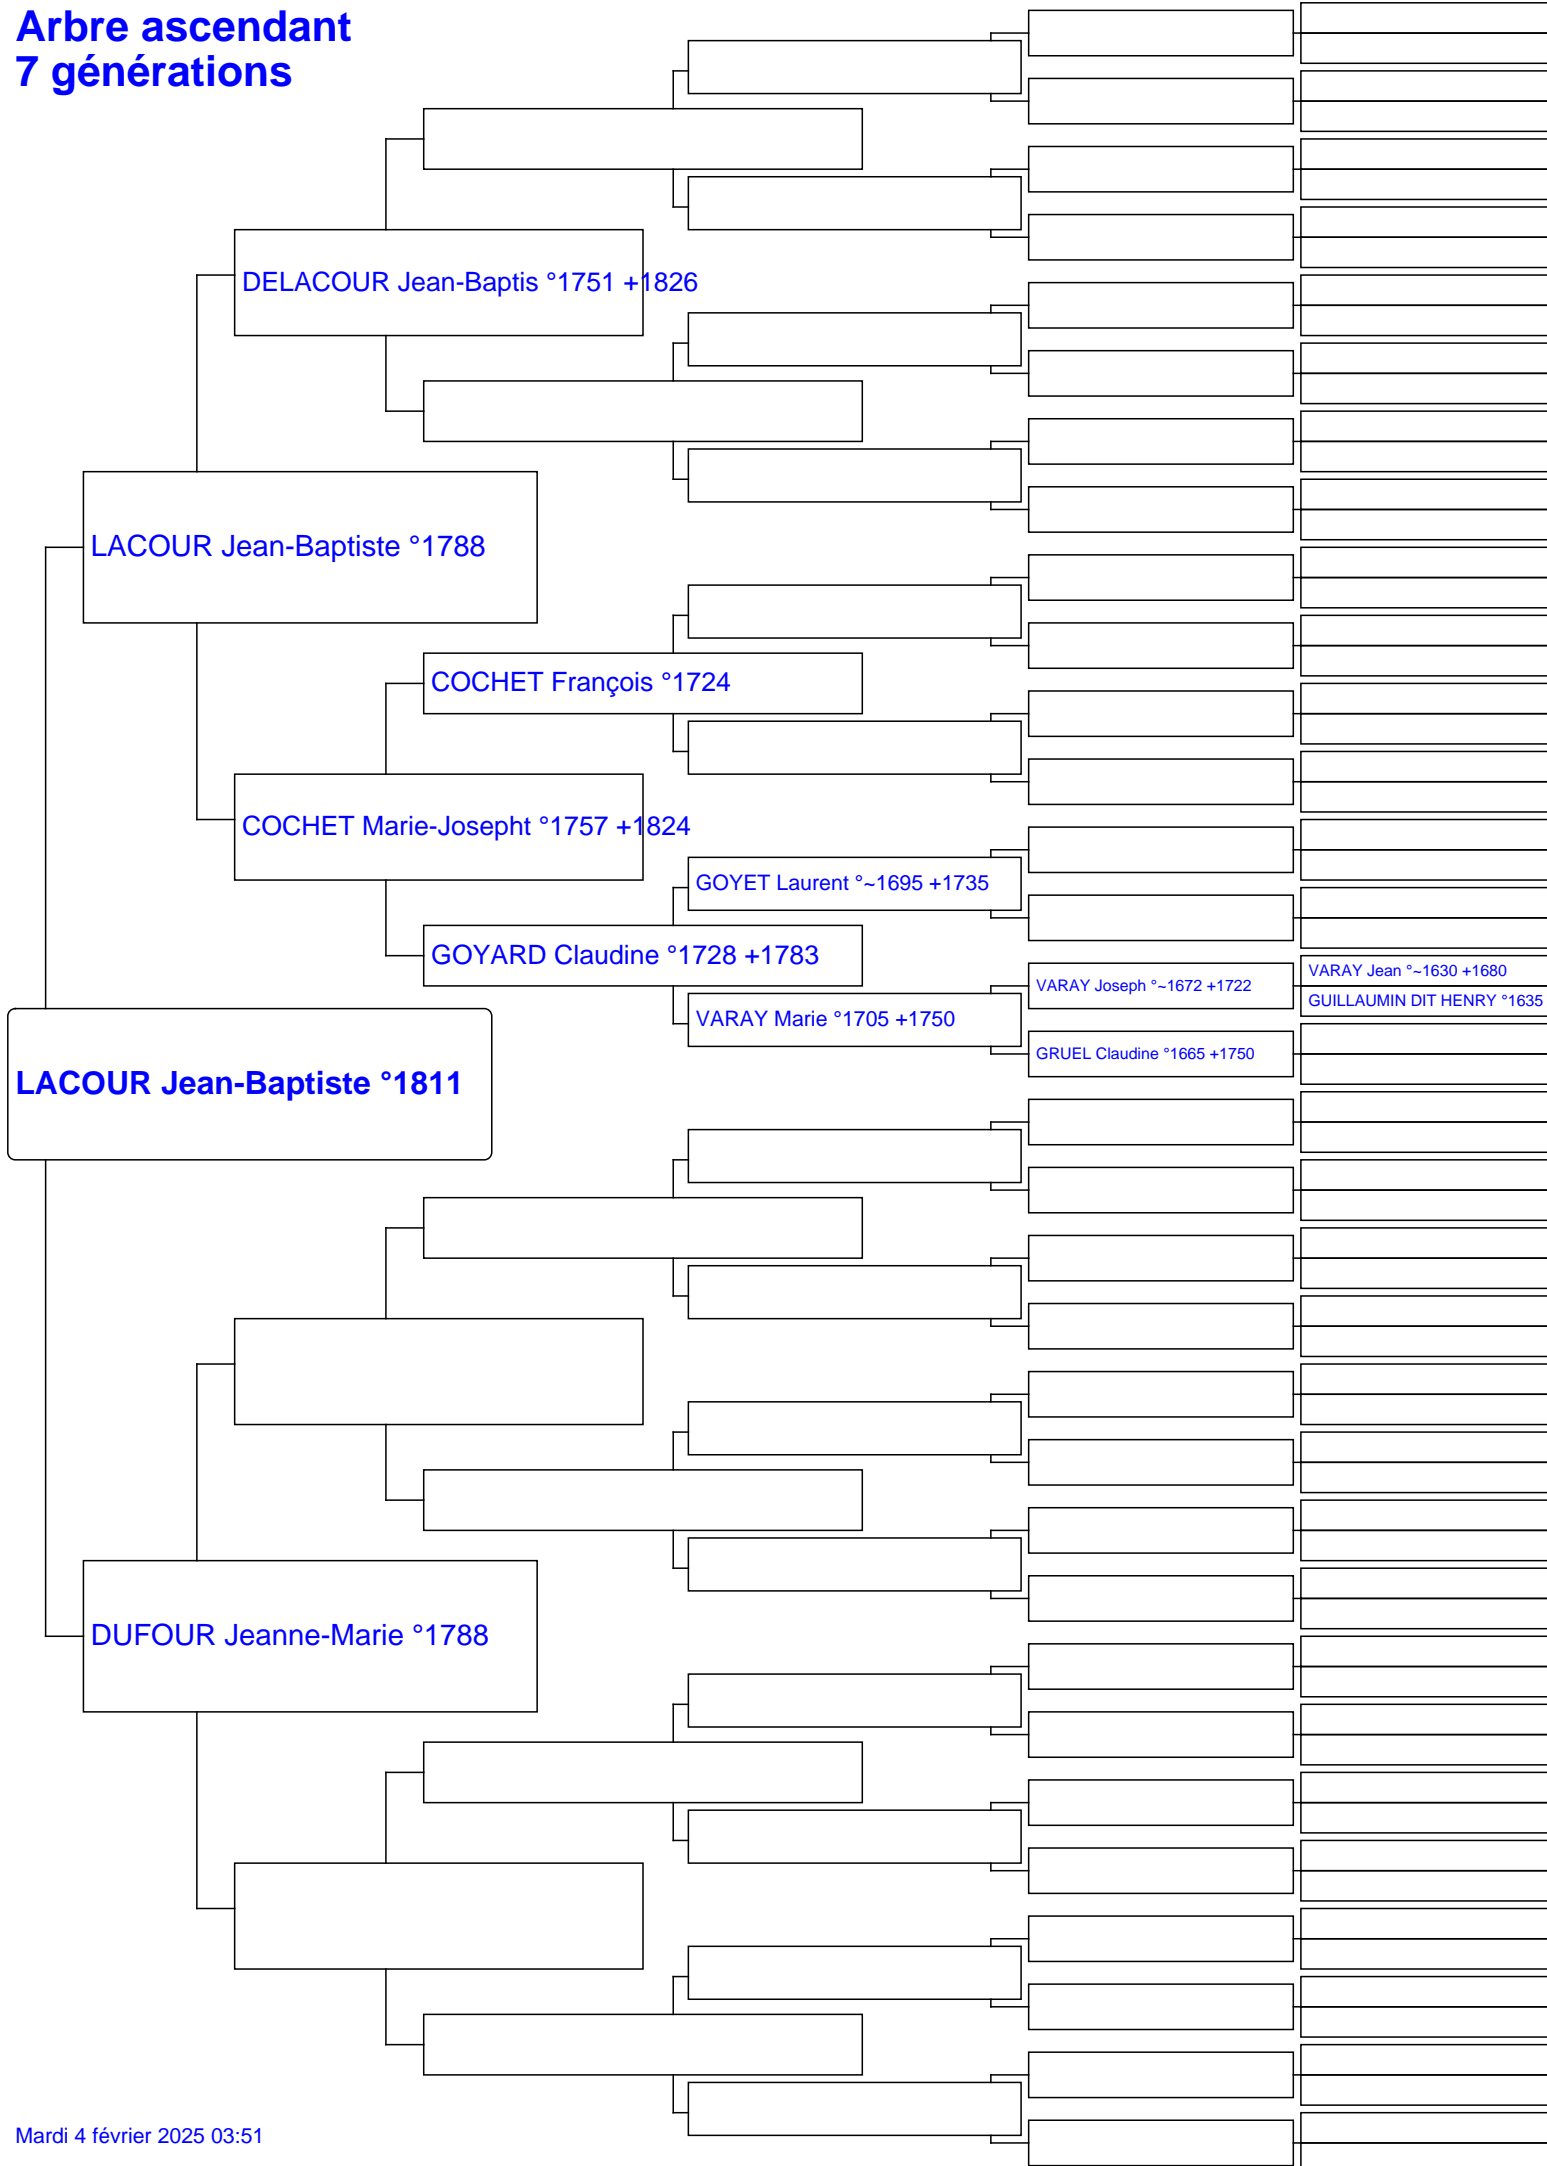 Arbre ascendant
7 générations
DELACOUR Jean-Baptis °1751 +1826
LACOUR Jean-Baptiste °1788
COCHET François °1724
COCHET Marie-Josepht °1757 +1824
GOYET Laurent °~1695 +1735
GOYARD Claudine °1728 +1783
VARAY Jean °~1630 +1680
VARAY Joseph °~1672 +1722
GUILLAUMIN DIT HENRY °1635
VARAY Marie °1705 +1750
GRUEL Claudine °1665 +1750
LACOUR Jean-Baptiste °1811
DUFOUR Jeanne-Marie °1788
Mardi 4 février 2025 03:51